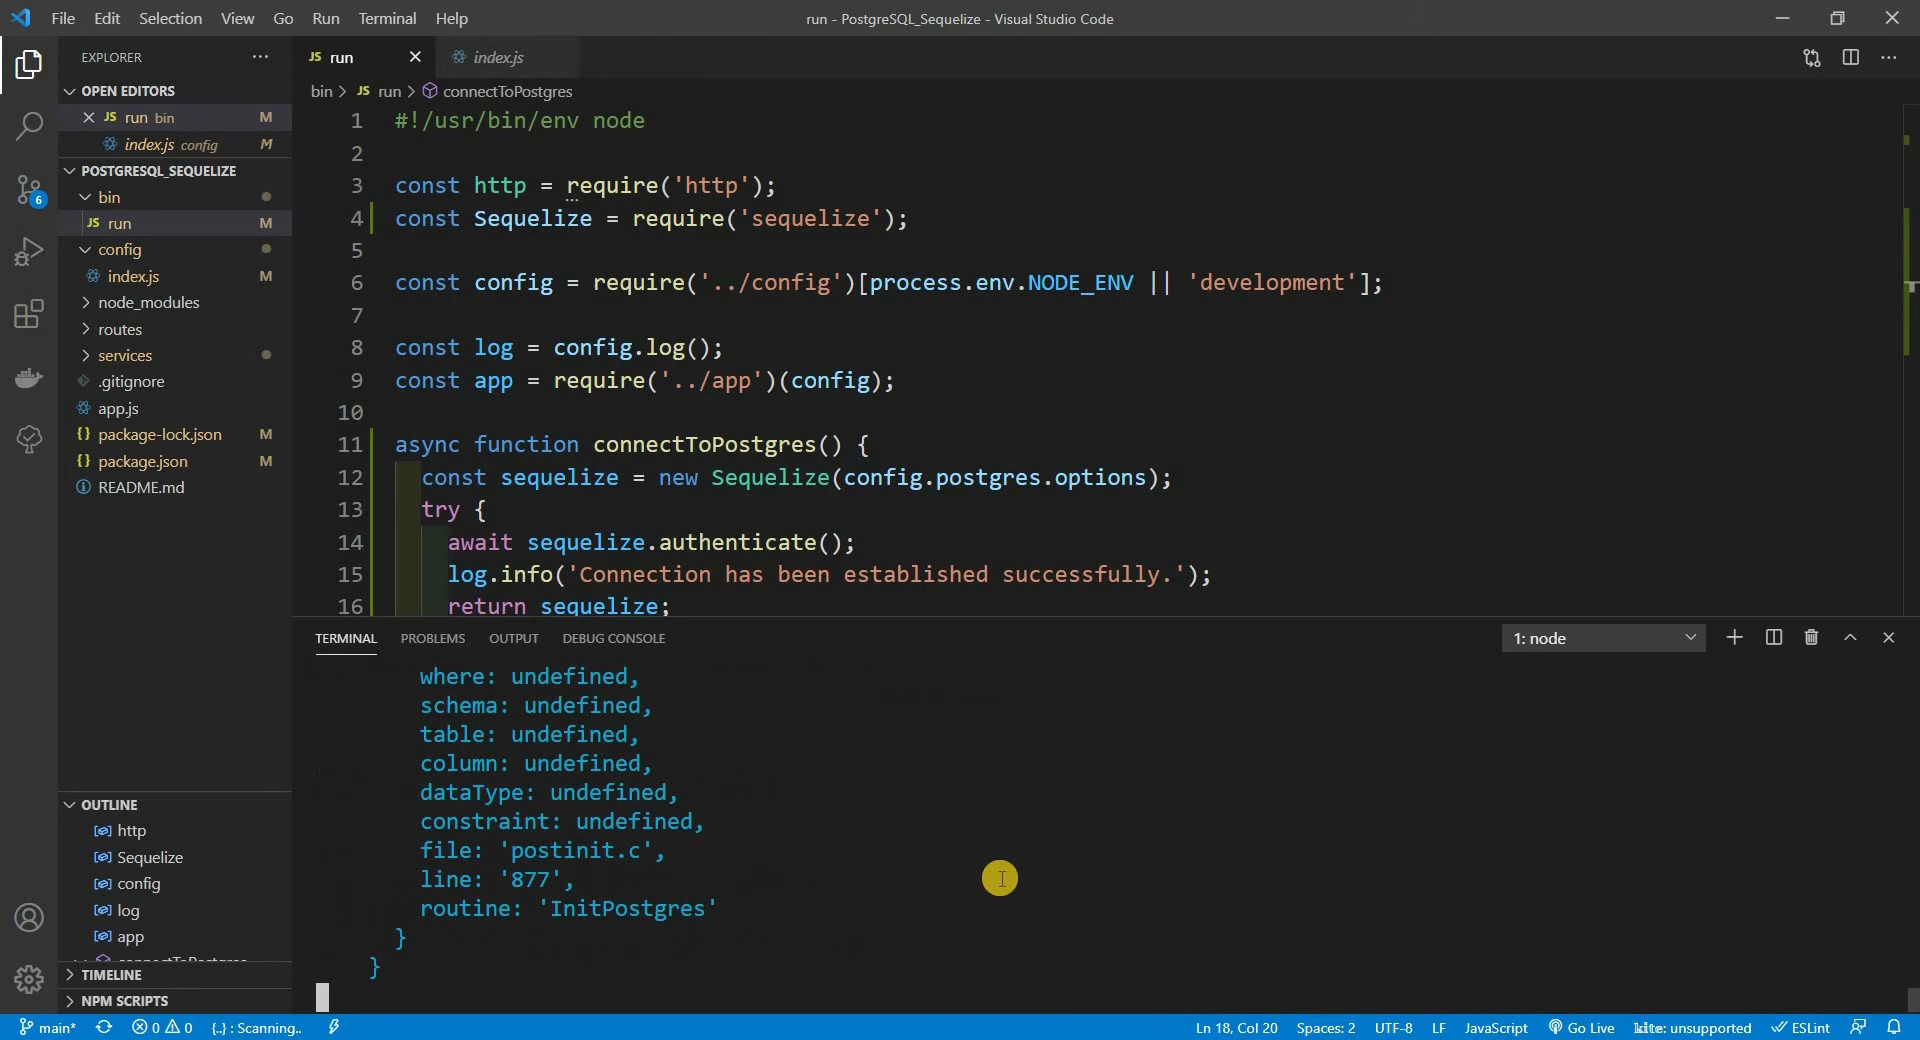 File Edit Selection View Go Run Terminal Help
run - PostgreSQL_Sequelize - Visual Studio Code
EXPLORER
OPEN EDITORS
JS run bin M
index.js config M
POSTGRESQL_SEQUELIZE
bin
JS run M
config
index.js M
node_modules
routes
services
.gitignore
app.js
{} package-lock.json M
{} package.json M
README.md
OUTLINE
http
Sequelize
config
log
app
TIMELINE
NPM SCRIPTS
6
JS run
index.js
bin > JS run > connectToPostgres
1 #!/usr/bin/env node
2
3 const http = require('http');
4 const Sequelize = require('sequelize');
5
6 const config = require('../config')[process.env.NODE_ENV || 'development'];
7
8 const log = config.log();
9 const app = require('../app')(config);
10
11 async function connectToPostgres() {
12 const sequelize = new Sequelize(config.postgres.options);
13 try {
14 await sequelize.authenticate();
15 log.info('Connection has been established successfully.');
16 return sequelize;
TERMINAL PROBLEMS OUTPUT DEBUG CONSOLE
1: node
where: undefined,
schema: undefined,
table: undefined,
column: undefined,
dataType: undefined,
constraint: undefined,
file: 'postinit.c',
line: '877',
routine: 'InitPostgres'
}
}
main* 0 0 {..} : Scanning..
Ln 18, Col 20 Spaces: 2 UTF-8 LF JavaScript Go Live kite: unsupported ESLint